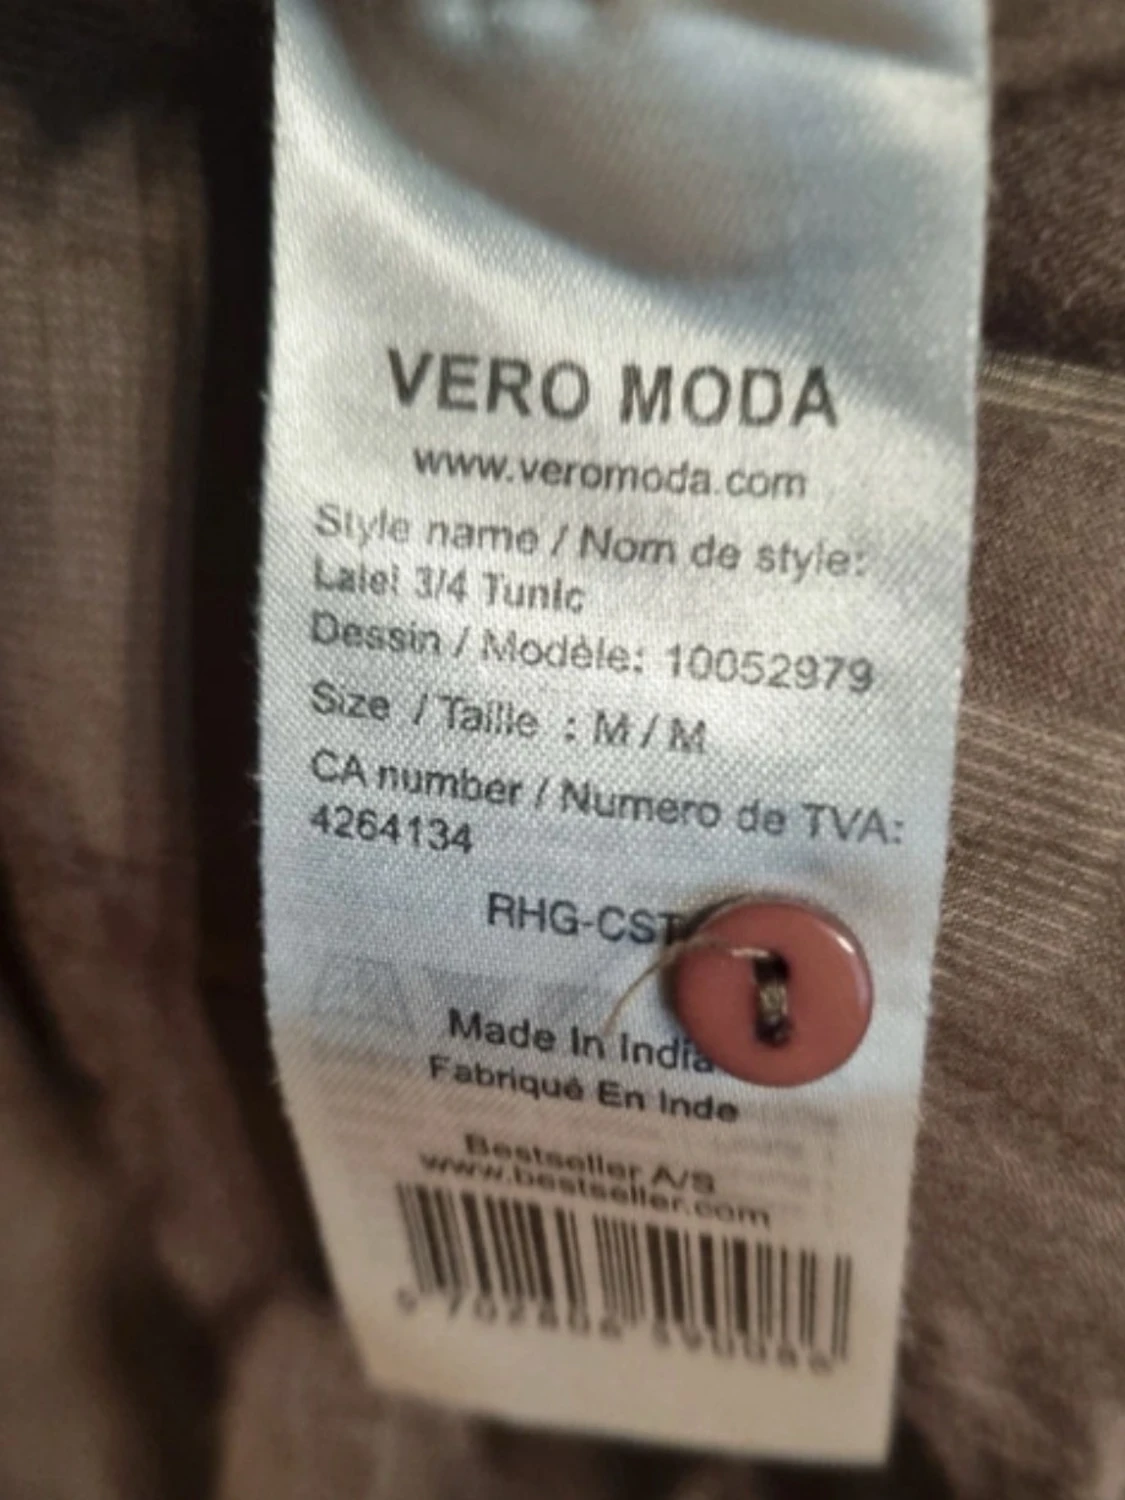 VERO MODA
www.veromoda.com
Style name / Nom de style:
3/4 Tunic
Dessin / Modèle: 10052979
Size / Taille : M / M
CA number / Numero de TVA:
4264134
RHG-CST
Made In India
Fabriqué En Inde
Bestseller A/S
www.bestseller.com